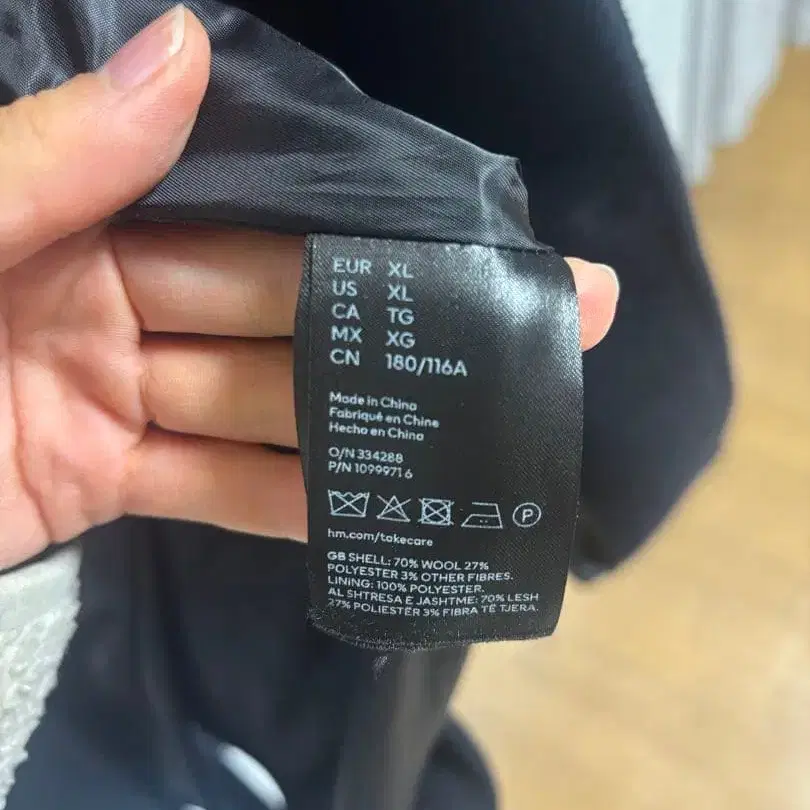 EUR XL
US XL
CA TG
MX XG
CN 180/116A
Made in China
Fabriqué en Chine
Hecho en China
O/N 334288
P/N 1099971 6
P
hm.com/takecare
GB SHELL: 70% WOOL 27%
POLYESTER 3% OTHER FIBRES.
LINING: 100% POLYESTER.
AL SHTRESA E JASHTME: 70% LESH
27% POLIESTER 3% FIBRA TË TJERA.